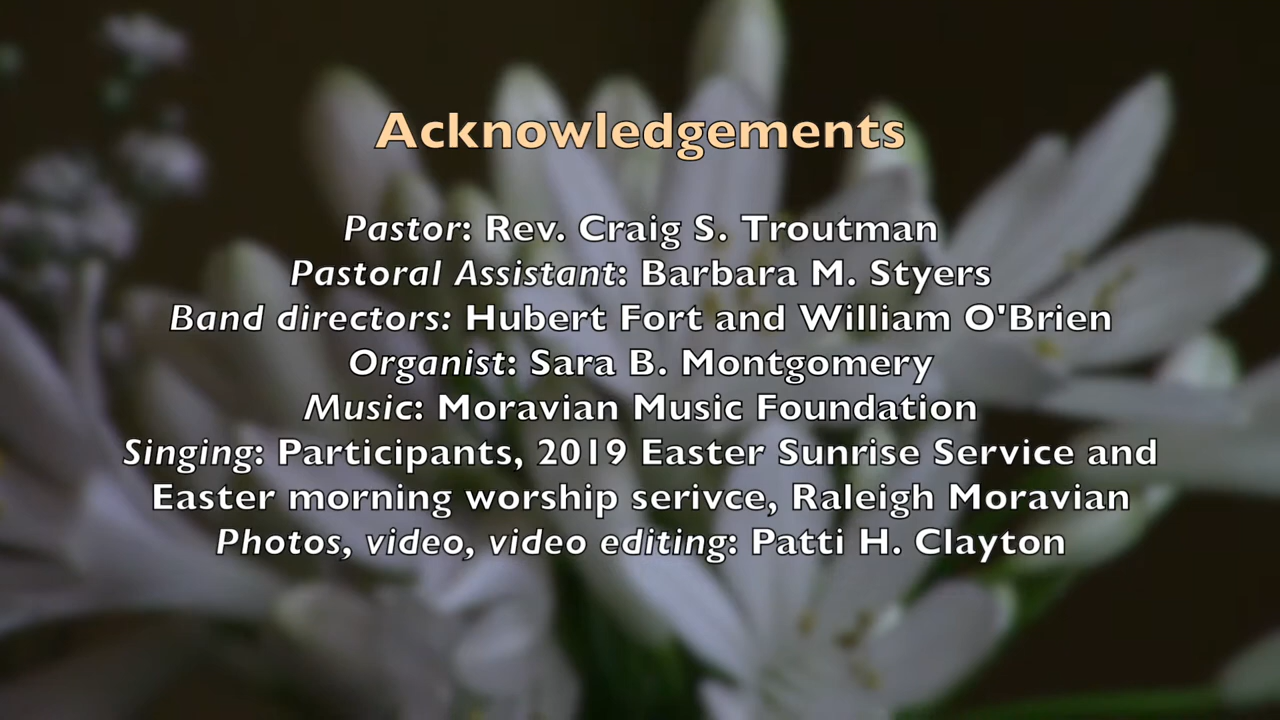 Acknowledgements
Pastor: Rev. Craig S. Troutman
Pastoral Assistant: Barbara M. Styers
Band directors: Hubert Fort and William O'Brien
Organist: Sara B. Montgomery
Music: Moravian Music Foundation
Singing: Participants, 2019 Easter Sunrise Service and
Easter morning worship serivce, Raleigh Moravian
Photos, video, video editing: Patti H. Clayton